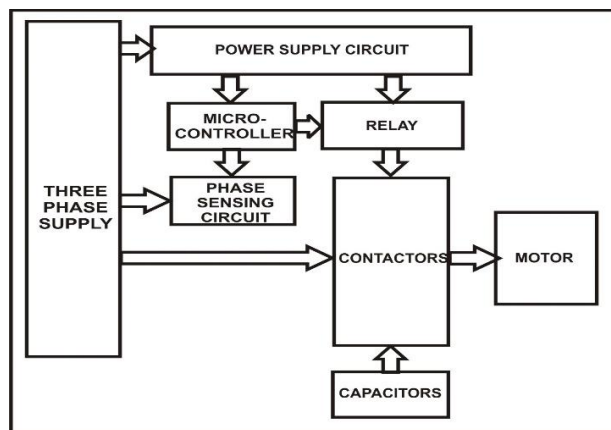 POWER SUPPLY CIRCUIT
MICRO-
CONTROLLER
RELAY
THREE
PHASE
SUPPLY
PHASE
SENSING
CIRCUIT
CONTACTORS
MOTOR
CAPACITORS